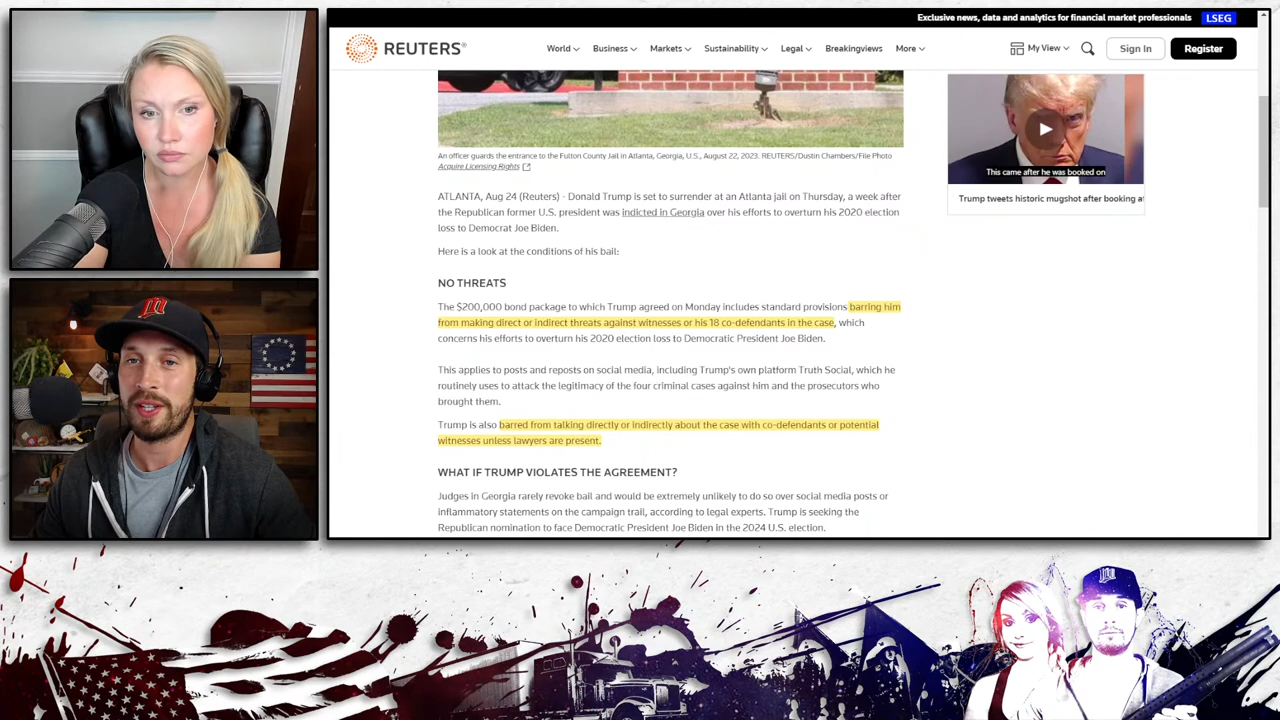 Exclusive news, data and analytics for financial market professionals LSEG
REUTERS®
World Business Markets Sustainability Legal Breakingviews More
My View Sign In Register
An officer guards the entrance to the Fulton County Jail in Atlanta, Georgia, U.S., August 22, 2023. REUTERS/Dustin Chambers/File Photo
Acquire Licensing Rights
This came after he was booked on
Trump tweets historic mugshot after booking at
ATLANTA, Aug 24 (Reuters) - Donald Trump is set to surrender at an Atlanta jail on Thursday, a week after
the Republican former U.S. president was indicted in Georgia over his efforts to overturn his 2020 election
loss to Democrat Joe Biden.
Here is a look at the conditions of his bail:
NO THREATS
The $200,000 bond package to which Trump agreed on Monday includes standard provisions barring him
from making direct or indirect threats against witnesses or his 18 co-defendants in the case, which
concerns his efforts to overturn his 2020 election loss to Democratic President Joe Biden.
This applies to posts and reposts on social media, including Trump's own platform Truth Social, which he
routinely uses to attack the legitimacy of the four criminal cases against him and the prosecutors who
brought them.
Trump is also barred from talking directly or indirectly about the case with co-defendants or potential
witnesses unless lawyers are present.
WHAT IF TRUMP VIOLATES THE AGREEMENT?
Judges in Georgia rarely revoke bail and would be extremely unlikely to do so over social media posts or
inflammatory statements on the campaign trail, according to legal experts. Trump is seeking the
Republican nomination to face Democratic President Joe Biden in the 2024 U.S. election.